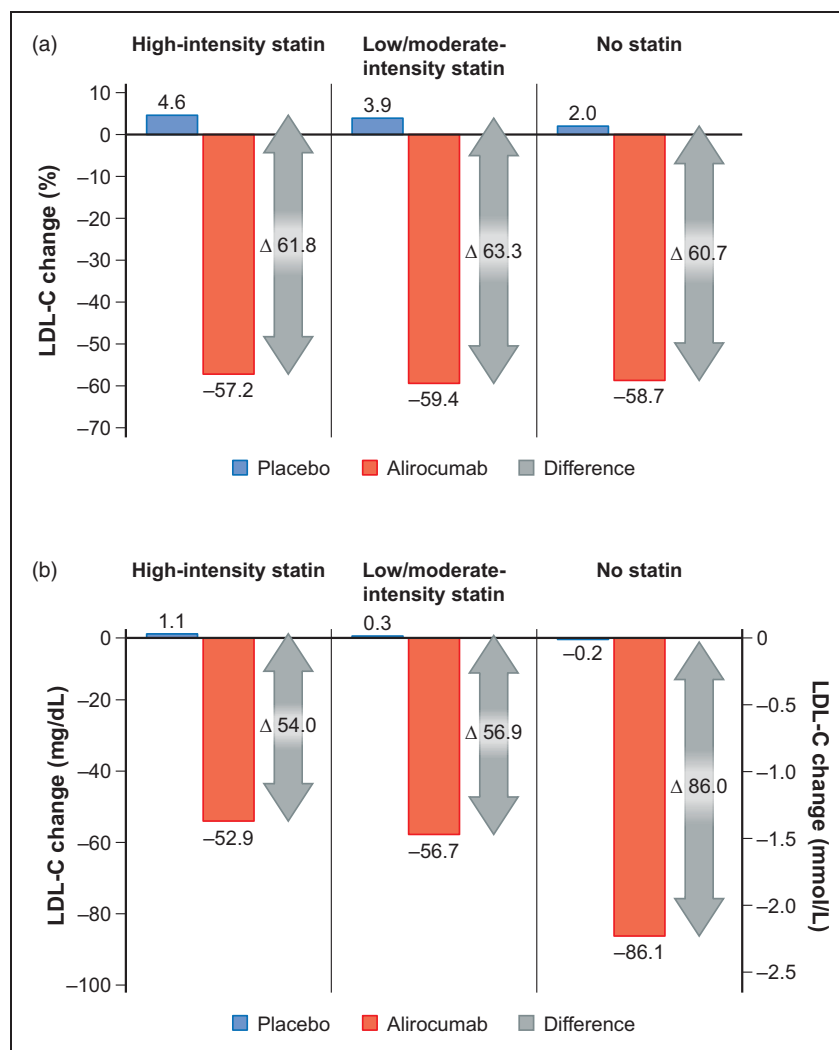 (a)
High-intensity statin
Low/moderate-
intensity statin
No statin
LDL-C change (%)
10
0
–10
–20
–30
–40
–50
–60
–70
4.6
–57.2
Δ 61.8
3.9
–59.4
Δ 63.3
2.0
–58.7
Δ 60.7
Placebo
Alirocumab
Difference
(b)
High-intensity statin
Low/moderate-
intensity statin
No statin
LDL-C change (mg/dL)
0
–20
–40
–60
–80
–100
1.1
–52.9
Δ 54.0
0.3
–56.7
Δ 56.9
–0.2
–86.1
Δ 86.0
0
–0.5
–1.0
–1.5
–2.0
–2.5
LDL-C change (mmol/L)
Placebo
Alirocumab
Difference